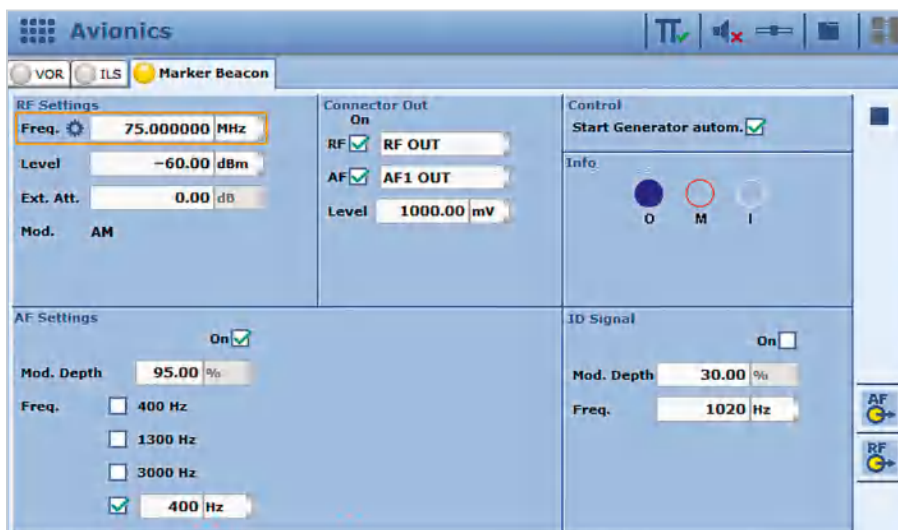 Avionics
VOR ILS Marker Beacon
RF Settings
Freq. 75.000000 MHz
Level −60.00 dBm
Ext. Att. 0.00 dB
Mod. AM
Connector Out
On
RF RF OUT
AF AF1 OUT
Level 1000.00 mV
Control
Start Generator autom.
Info
O M I
AF Settings
On
Mod. Depth 95.00 %
Freq. 400 Hz
1300 Hz
3000 Hz
400 Hz
ID Signal
On
Mod. Depth 30.00 %
Freq. 1020 Hz
AF
RF